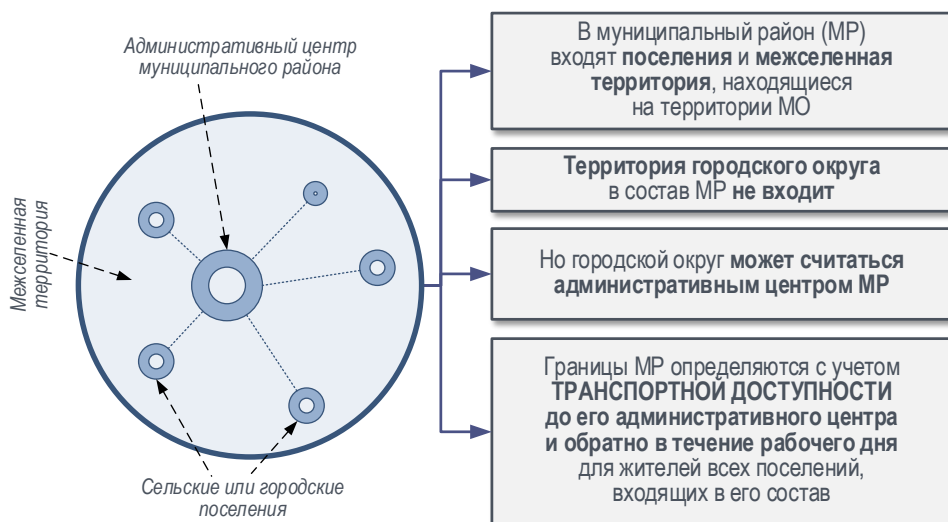 Административный центр
муниципального района
Межселенная
территория
Сельские или городские
поселения
В муниципальный район (МР)
входят поселения и межселенная
территория, находящиеся
на территории МО
Территория городского округа
в состав МР не входит
Но городской округ может считаться
административным центром МР
Границы МР определяются с учетом
ТРАНСПОРТНОЙ ДОСТУПНОСТИ
до его административного центра
и обратно в течение рабочего дня
для жителей всех поселений,
входящих в его состав